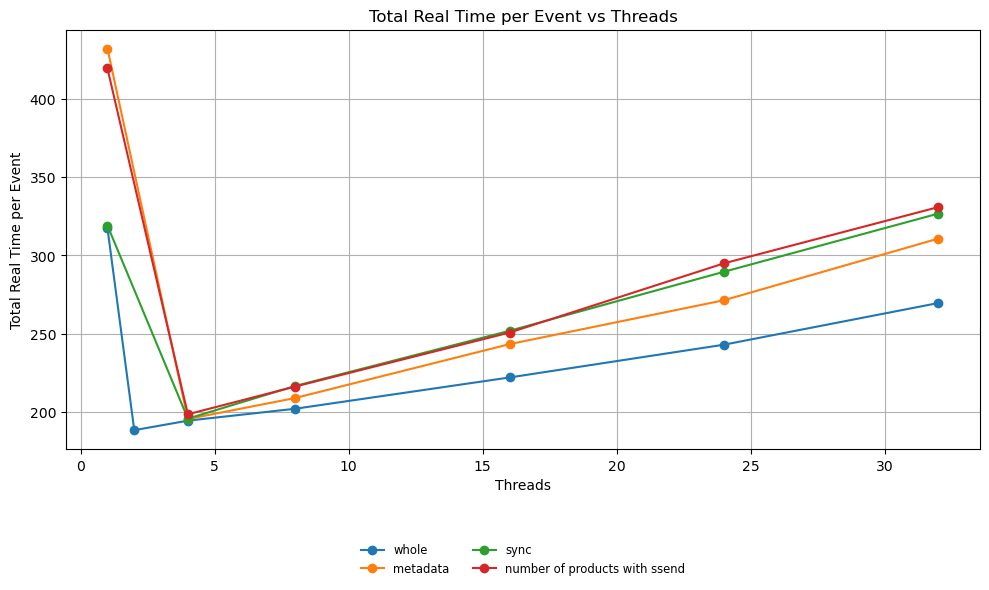 Total Real Time per Event vs Threads
Total Real Time per Event
400
350
300
250
200
0 5 10 15 20 25 30
Threads
whole sync
metadata number of products with ssend